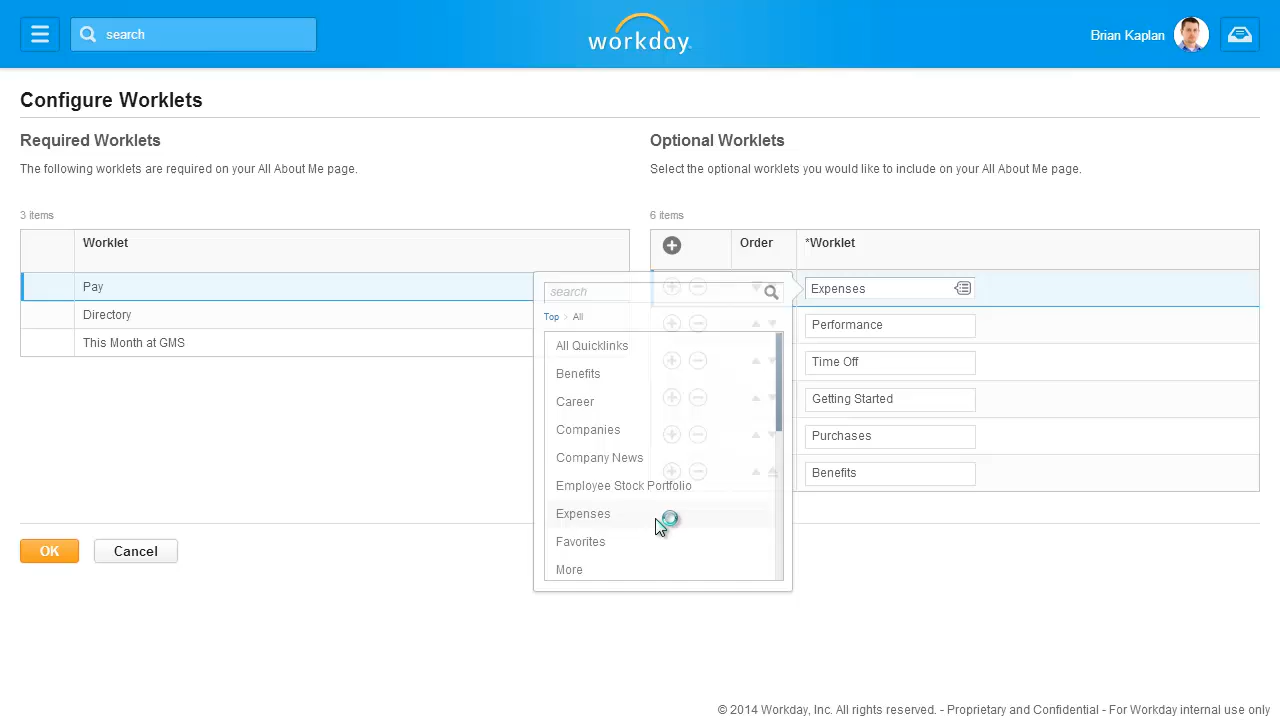 search
workday
Brian Kaplan
Configure Worklets
Required Worklets
The following worklets are required on your All About Me page.
3 items
Worklet
Pay
Directory
This Month at GMS
Optional Worklets
Select the optional worklets you would like to include on your All About Me page.
6 items
Order
*Worklet
Expenses
Performance
Time Off
Getting Started
Purchases
Benefits
search
Top > All
All Quicklinks
Benefits
Career
Companies
Company News
Employee Stock Portfolio
Expenses
Favorites
More
OK
Cancel
© 2014 Workday, Inc. All rights reserved. - Proprietary and Confidential - For Workday internal use only